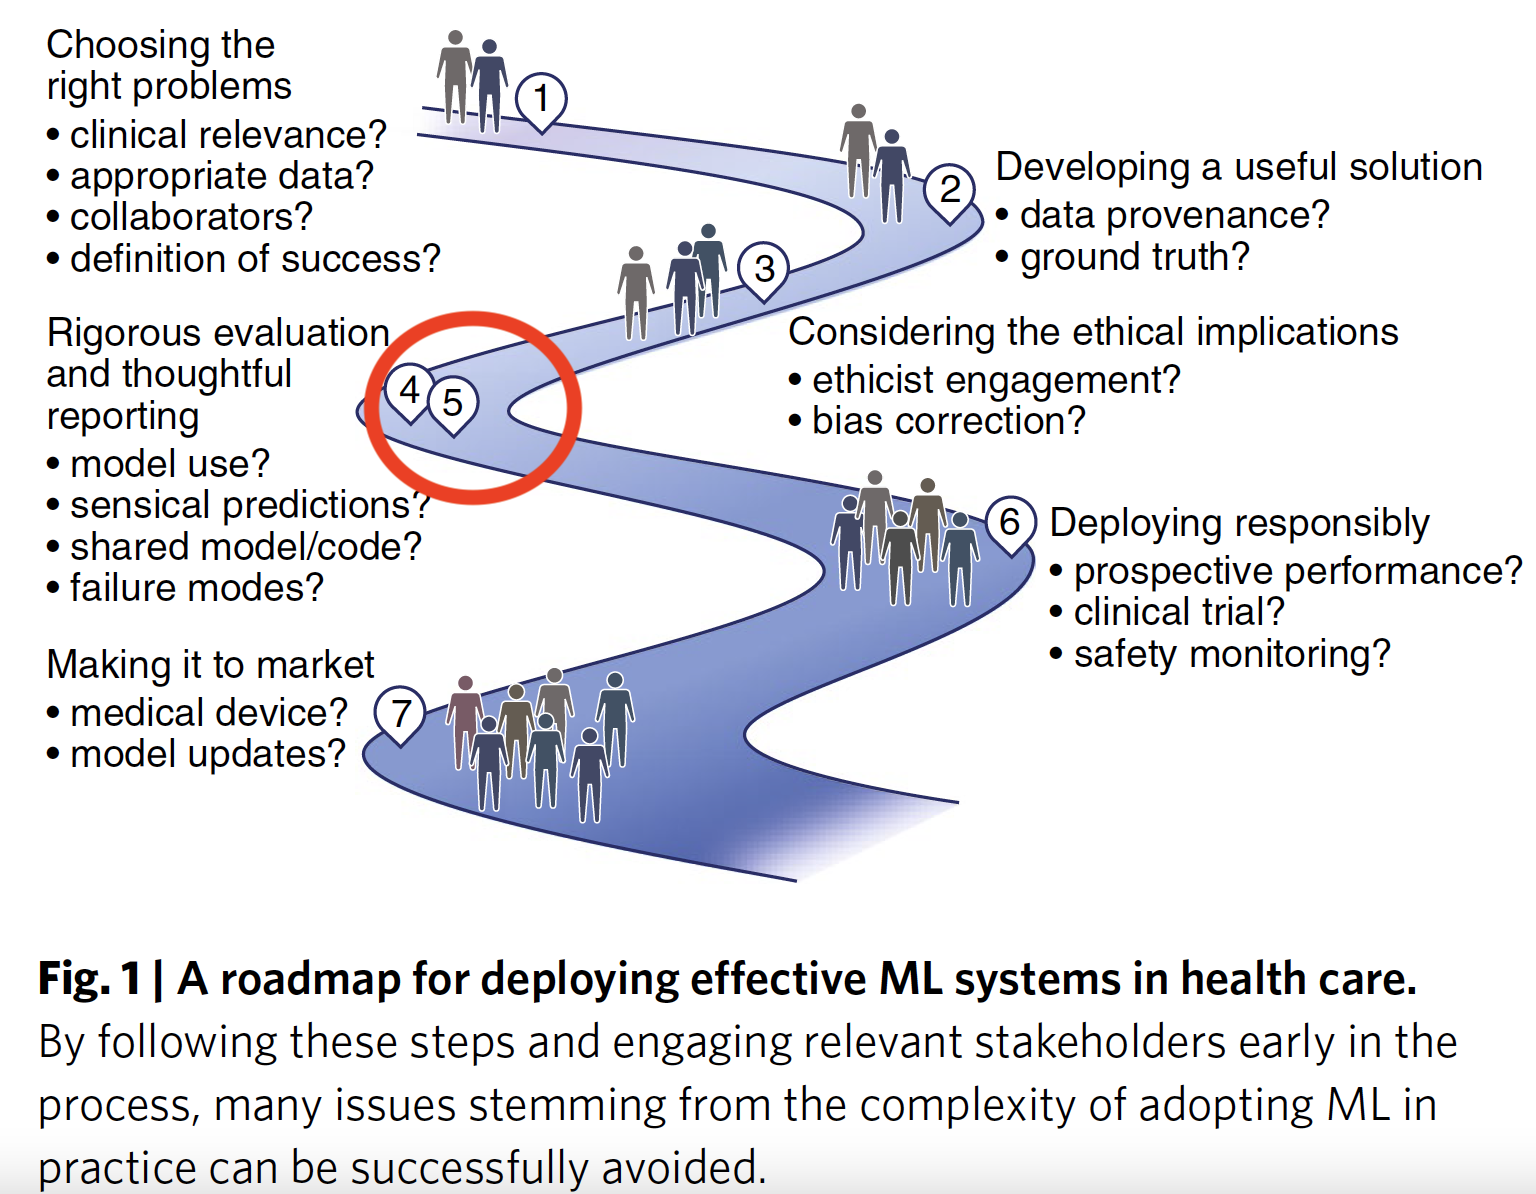 Choosing the
right problems
• clinical relevance?
• appropriate data?
• collaborators?
• definition of success?
1
2
Developing a useful solution
• data provenance?
• ground truth?
3
Considering the ethical implications
• ethicist engagement?
• bias correction?
Rigorous evaluation
and thoughtful
reporting
• model use?
• sensical predictions?
• shared model/code?
• failure modes?
4
5
6
Deploying responsibly
• prospective performance?
• clinical trial?
• safety monitoring?
Making it to market
• medical device?
• model updates?
7
Fig. 1 | A roadmap for deploying effective ML systems in health care.
By following these steps and engaging relevant stakeholders early in the
process, many issues stemming from the complexity of adopting ML in
practice can be successfully avoided.